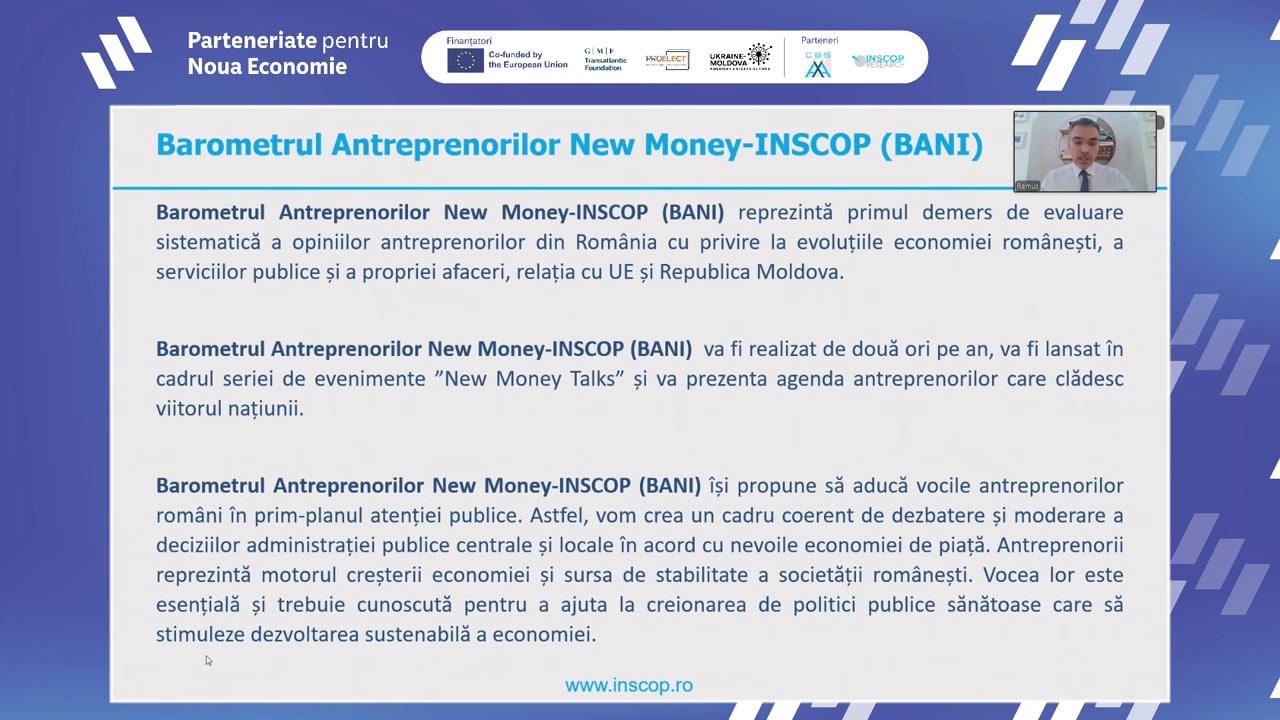 Parteneriate pentru
Noua Economie
Finanțatori
Co-funded by
the European Union
G | M | F
Transatlantic
Foundation
PROELECT
UKRAINE-
MOLDOVA
Parteneri
CBS
INSCOP
RESEARCH
Barometrul Antreprenorilor New Money-INSCOP (BANI)
Remus
Barometrul Antreprenorilor New Money-INSCOP (BANI) reprezintă primul demers de evaluare
sistematică a opiniilor antreprenorilor din România cu privire la evoluțiile economiei românești, a
serviciilor publice și a propriei afaceri, relația cu UE și Republica Moldova.
Barometrul Antreprenorilor New Money-INSCOP (BANI) va fi realizat de două ori pe an, va fi lansat în
cadrul seriei de evenimente ”New Money Talks” și va prezenta agenda antreprenorilor care clădesc
viitorul națiunii.
Barometrul Antreprenorilor New Money-INSCOP (BANI) își propune să aducă vocile antreprenorilor
români în prim-planul atenției publice. Astfel, vom crea un cadru coerent de dezbatere și moderare a
deciziilor administrației publice centrale și locale în acord cu nevoile economiei de piață. Antreprenorii
reprezintă motorul creșterii economiei și sursa de stabilitate a societății românești. Vocea lor este
esențială și trebuie cunoscută pentru a ajuta la creionarea de politici publice sănătoase care să
stimuleze dezvoltarea sustenabilă a economiei.
www.inscop.ro